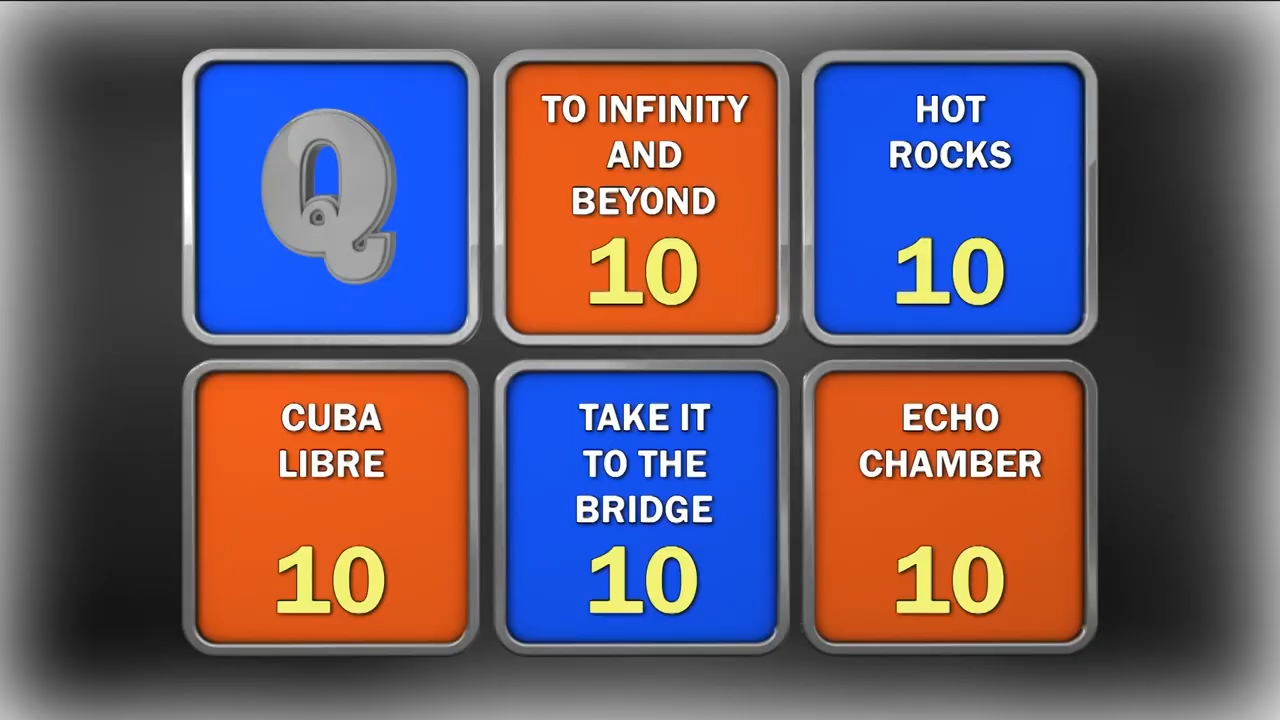 Q
TO INFINITY
AND
BEYOND
10
HOT
ROCKS
10
CUBA
LIBRE
10
TAKE IT
TO THE
BRIDGE
10
ECHO
CHAMBER
10